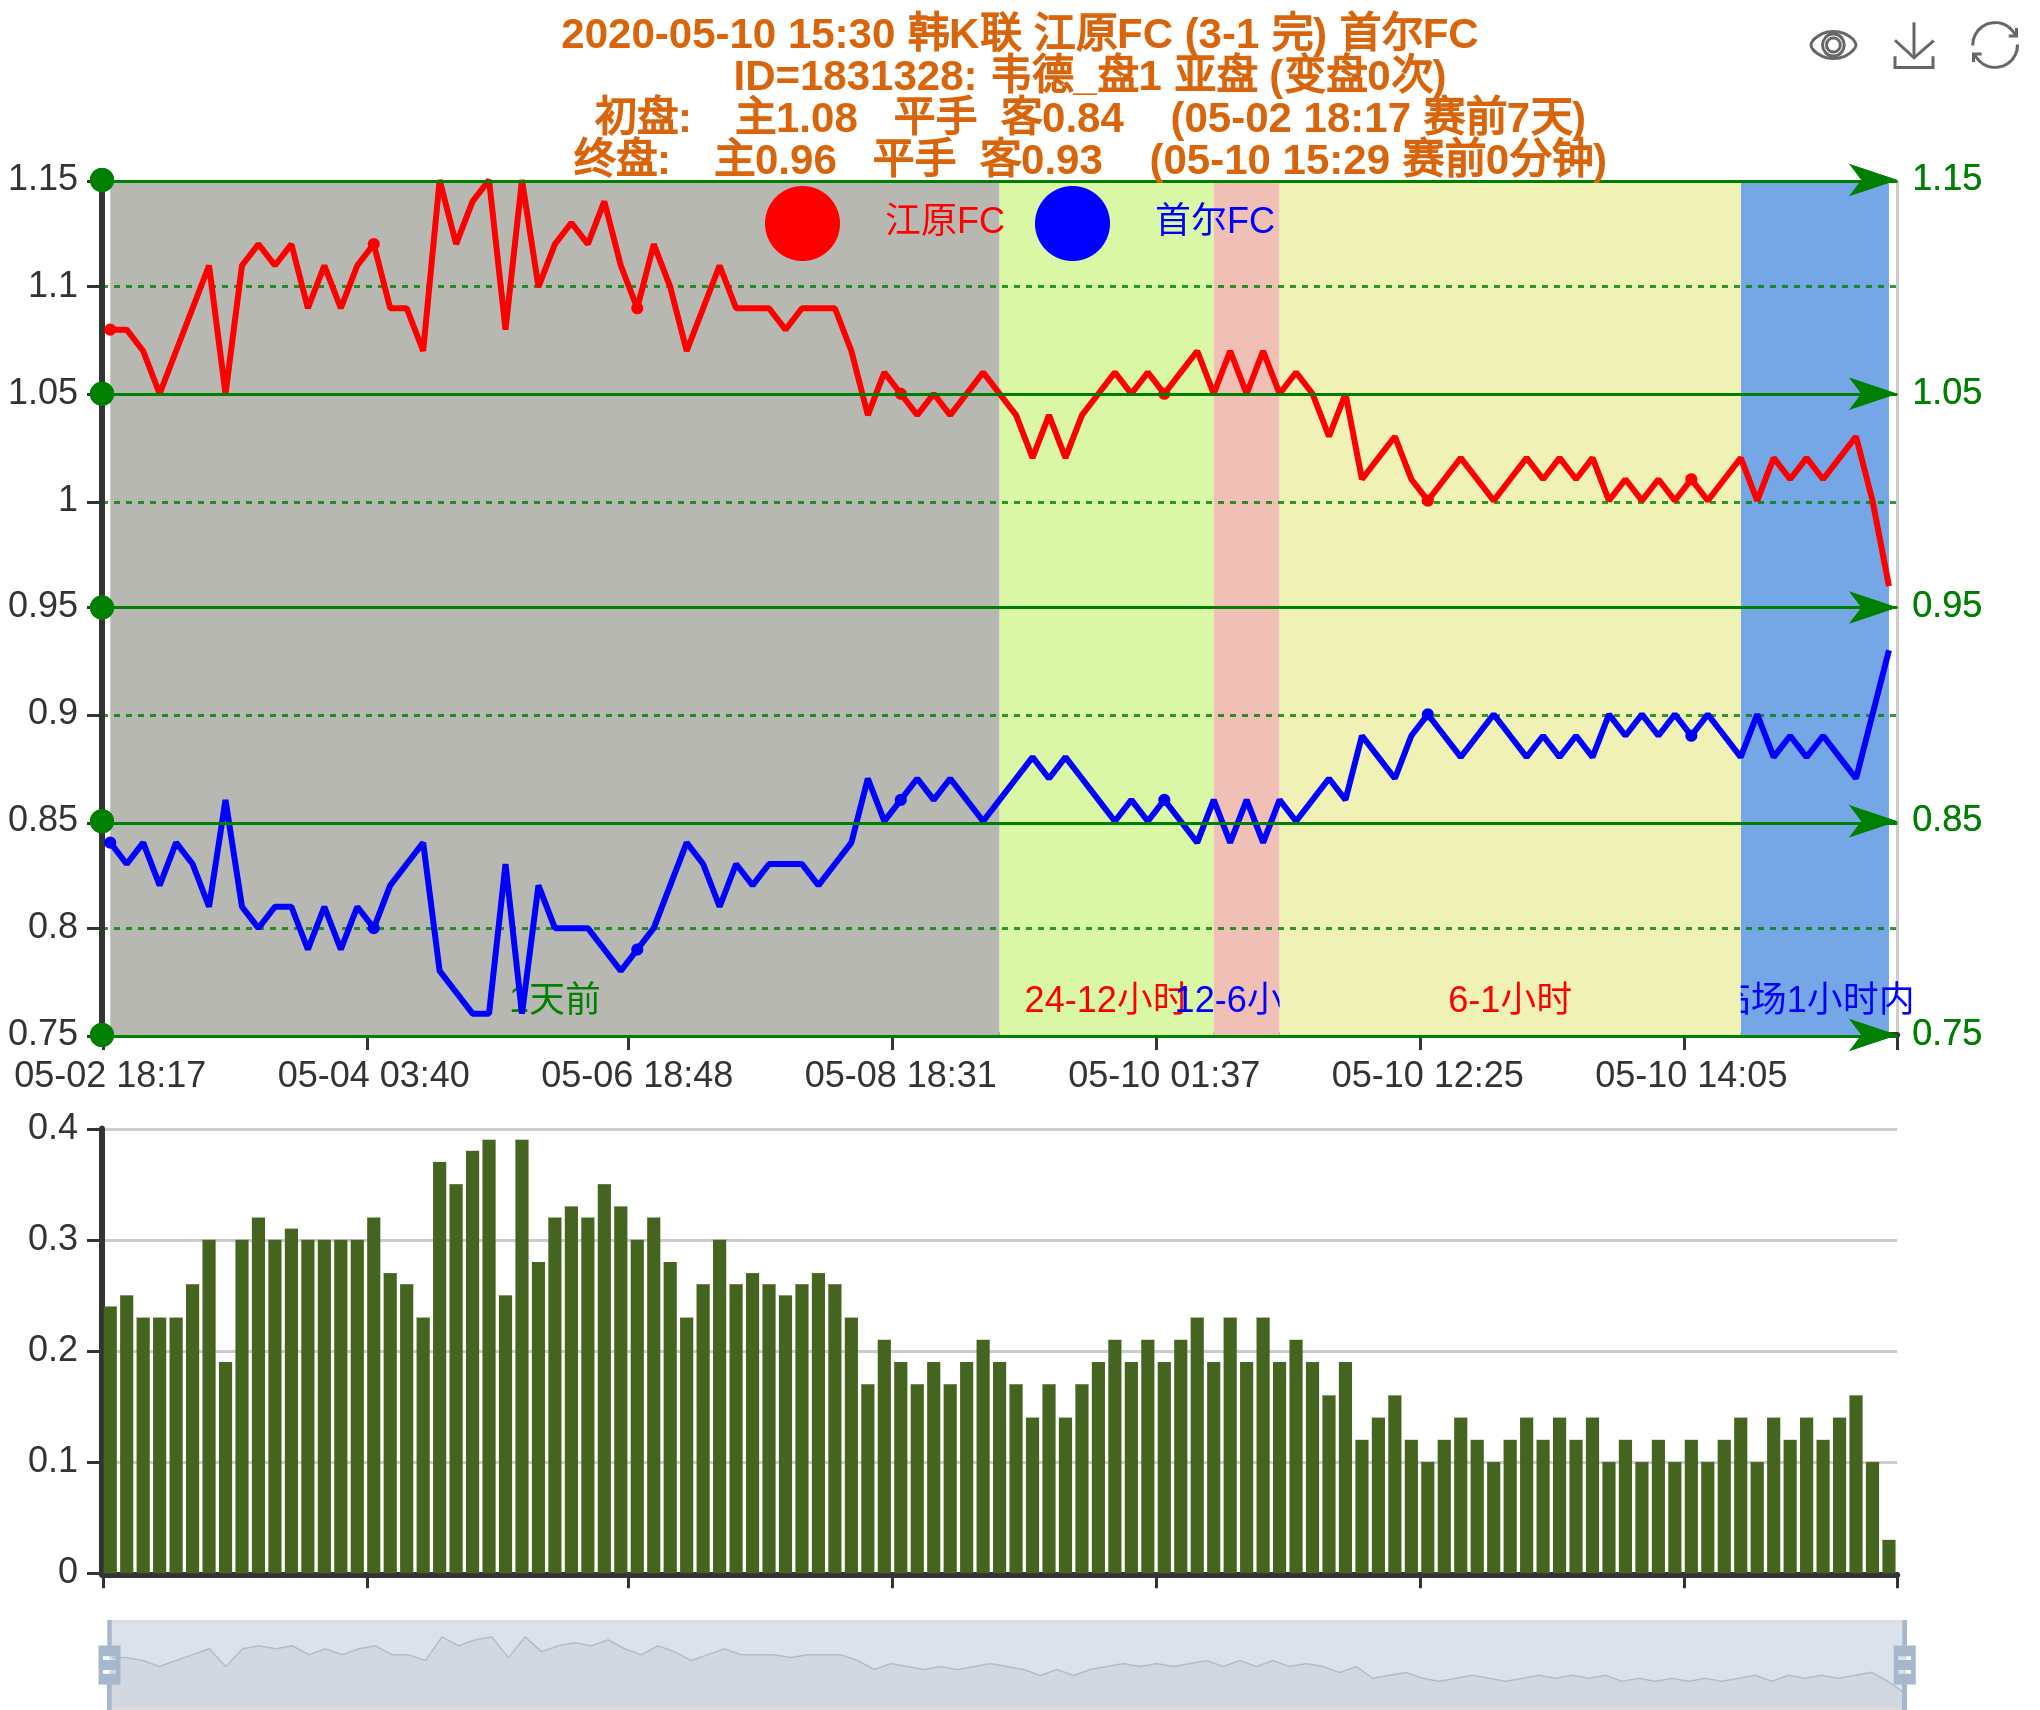 2020-05-10 15:30 韩K联 江原FC (3-1 完) 首尔FC
ID=1831328: 韦德_盘1 亚盘 (变盘0次)
初盘: 主1.08 平手 客0.84 (05-02 18:17 赛前7天)
终盘: 主0.96 平手 客0.93 (05-10 15:29 赛前0分钟)
江原FC 首尔FC
1.15 1.15
1.1
1.05 1.05
1
0.95 0.95
0.9
0.85 0.85
0.8
1天前 24-12小时 12-6小 6-1小时 临场1小时内
0.75 0.75
05-02 18:17 05-04 03:40 05-06 18:48 05-08 18:31 05-10 01:37 05-10 12:25 05-10 14:05
0.4
0.3
0.2
0.1
0